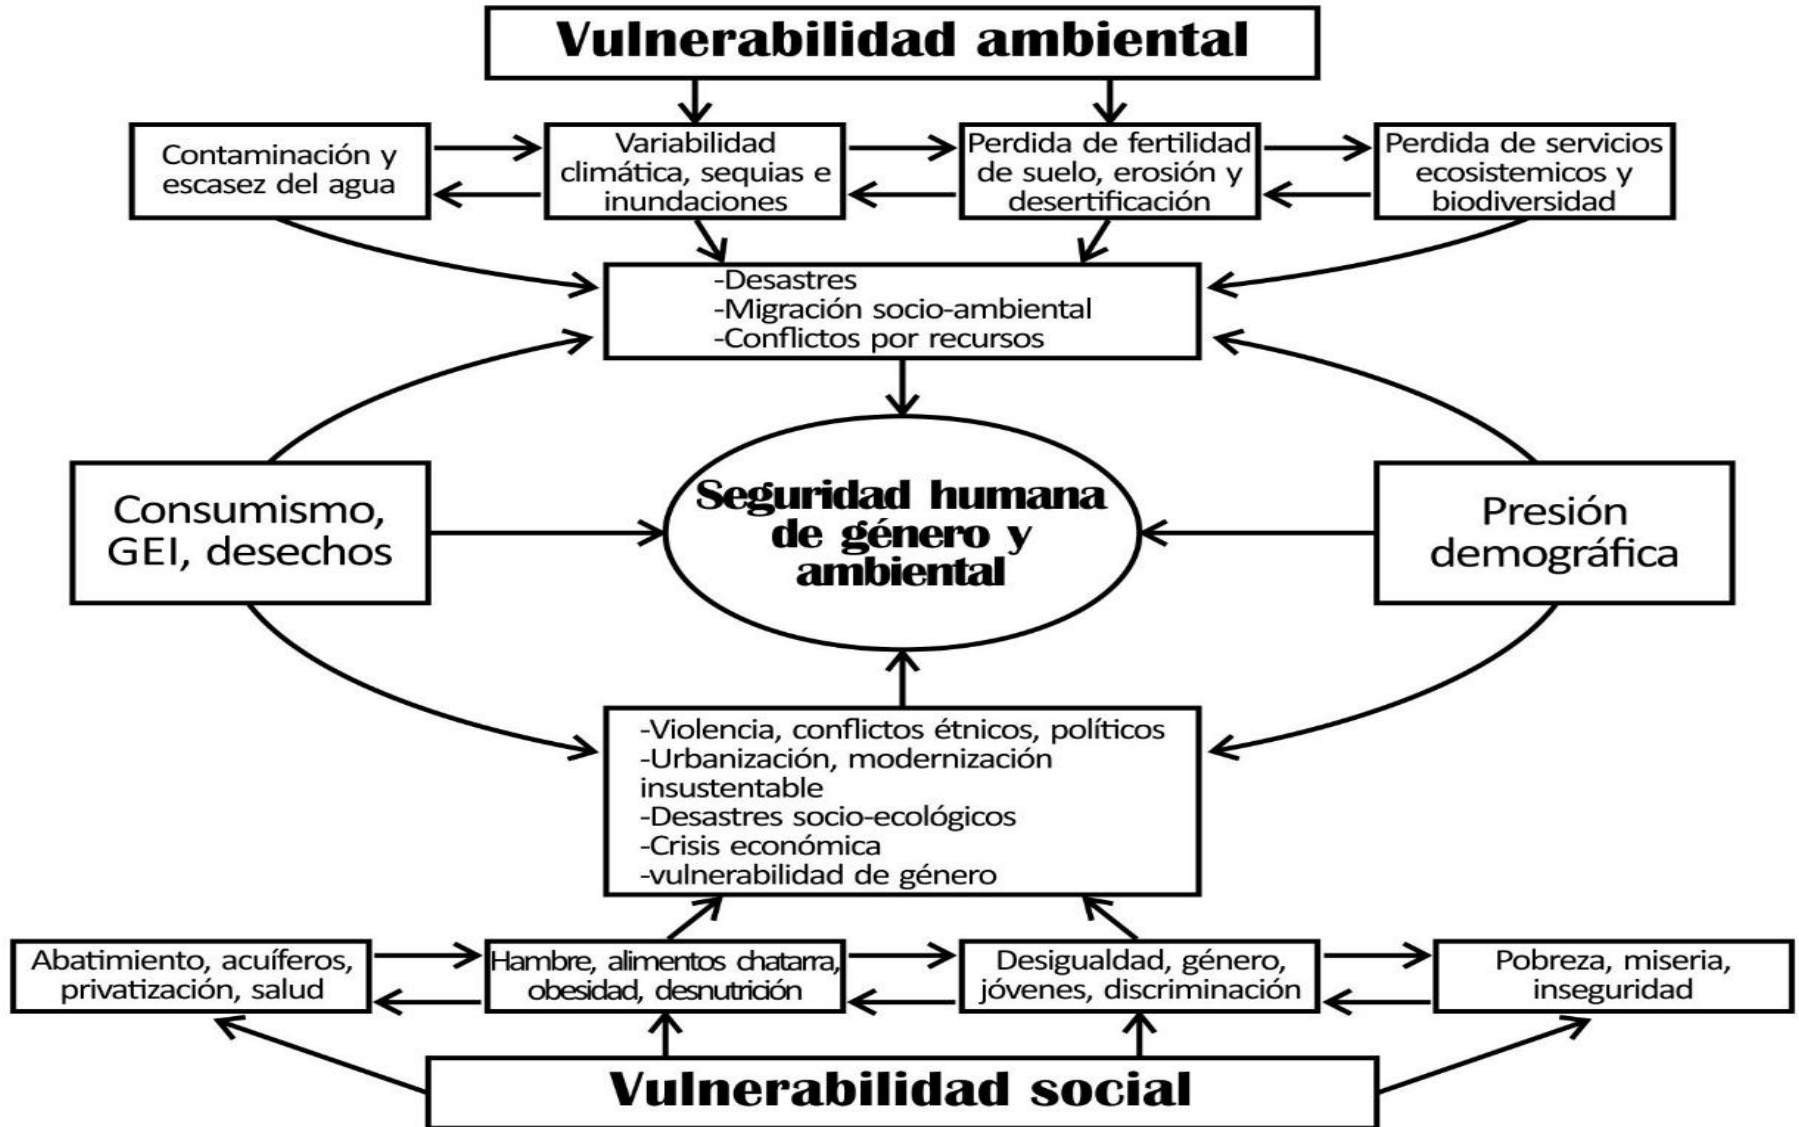 Vulnerabilidad ambiental
Contaminación y
escasez del agua
Variabilidad
climática, sequias e
inundaciones
Perdida de fertilidad
de suelo, erosión y
desertificación
Perdida de servicios
ecosistemicos y
biodiversidad
-Desastres
-Migración socio-ambiental
-Conflictos por recursos
Consumismo,
GEI, desechos
Seguridad humana
de género y
ambiental
Presión
demográfica
-Violencia, conflictos étnicos, políticos
-Urbanización, modernización
insustentable
-Desastres socio-ecológicos
-Crisis económica
-vulnerabilidad de género
Abatimiento, acuíferos,
privatización, salud
Hambre, alimentos chatarra,
obesidad, desnutrición
Desigualdad, género,
jóvenes, discriminación
Pobreza, miseria,
inseguridad
Vulnerabilidad social